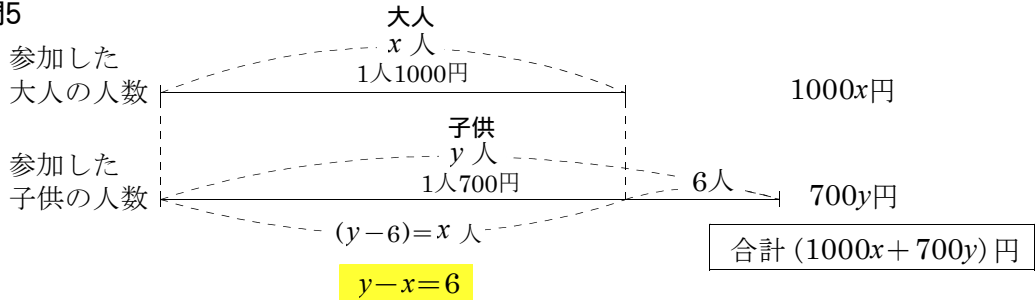 問5
大人
x 人
参加した
大人の人数
1人1000円
1000x円
子供
y 人
参加した
子供の人数
1人700円
6人
700y円
(y−6)=x 人
合計 (1000x+700y) 円
y−x=6